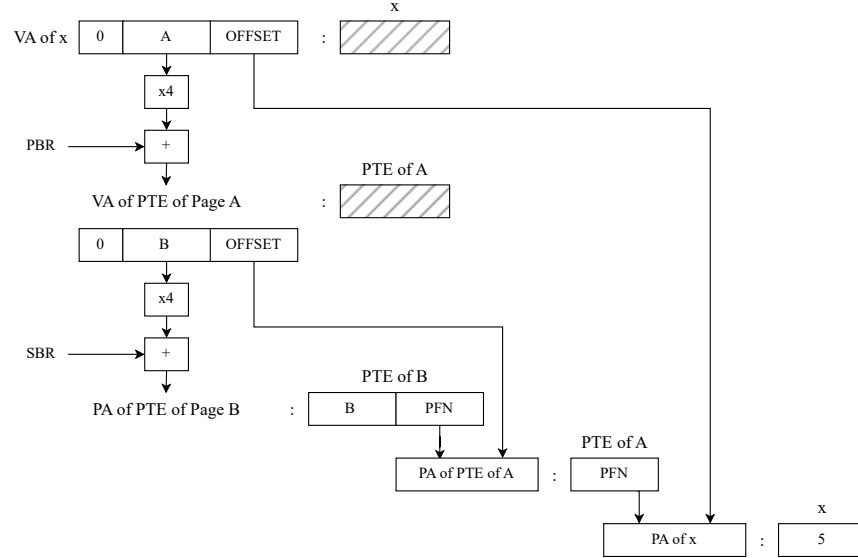 x
VA of x 0 A OFFSET :
x4
PBR +
PTE of A
VA of PTE of Page A :
0 B OFFSET
x4
SBR +
PTE of B
PA of PTE of Page B : B PFN
PTE of A
PA of PTE of A : PFN
x
PA of x : 5